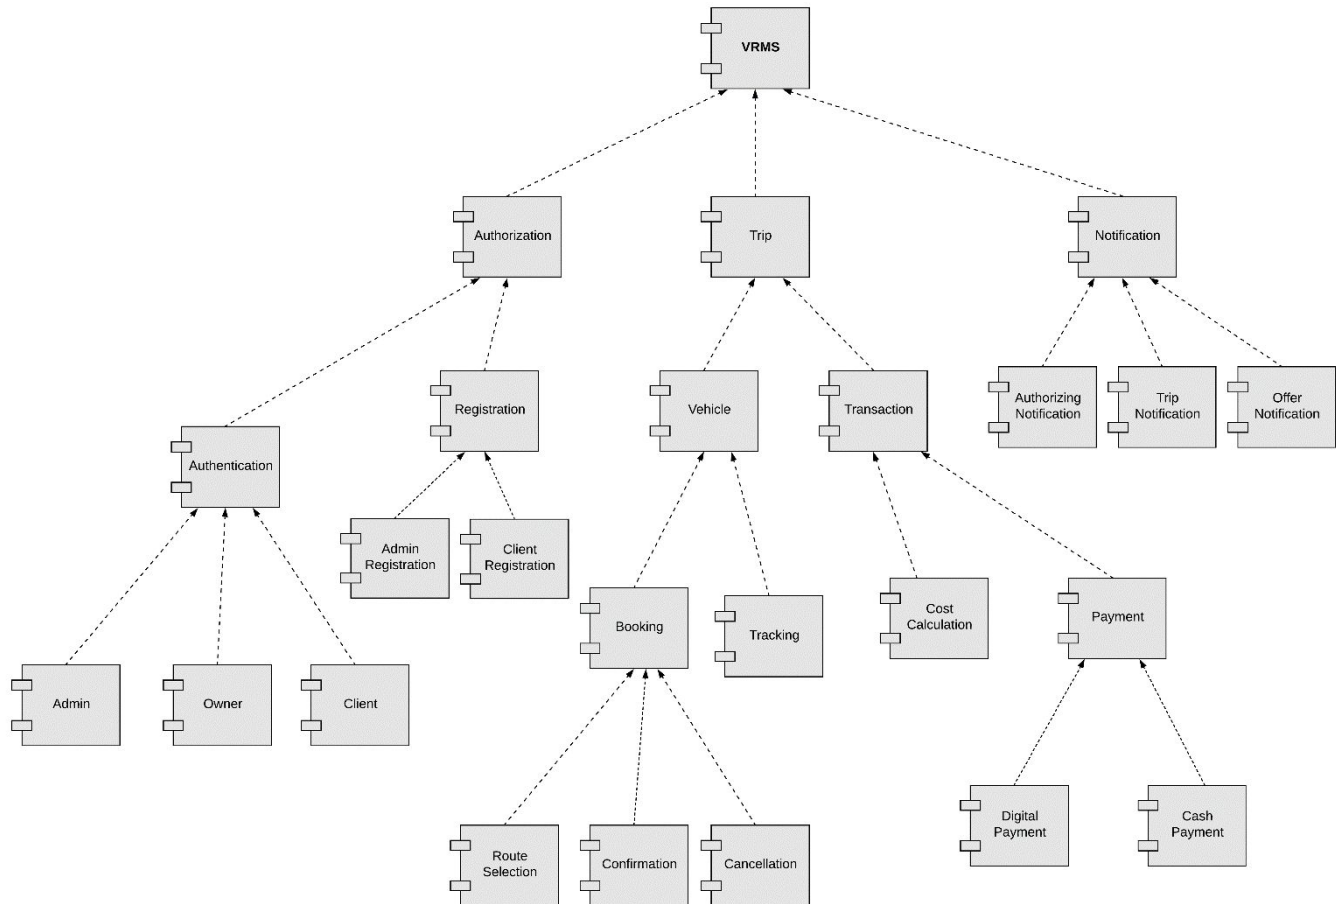 VRMS
Authorization
Trip
Notification
Registration
Vehicle
Transaction
Authorizing
Notification
Trip
Notification
Offer
Notification
Authentication
Admin
Registration
Client
Registration
Booking
Tracking
Cost
Calculation
Payment
Admin
Owner
Client
Digital
Payment
Cash
Payment
Route
Selection
Confirmation
Cancellation